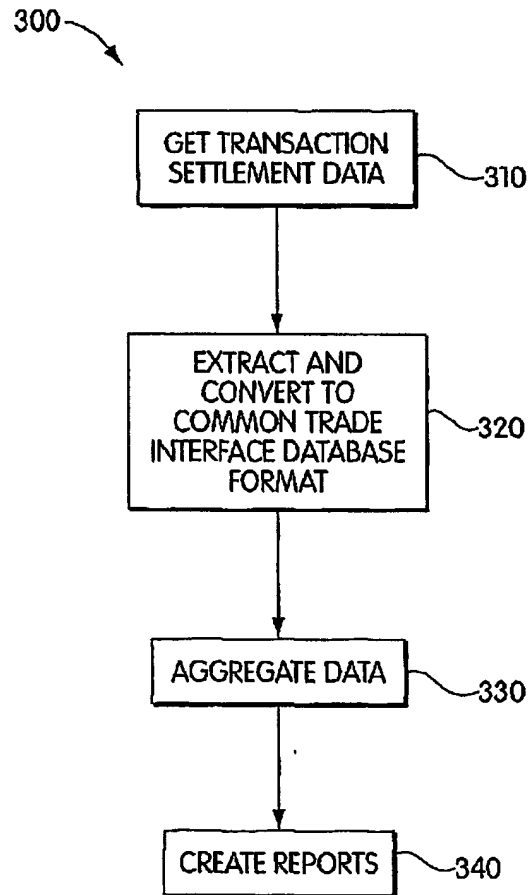 300
GET TRANSACTION
SETTLEMENT DATA
310
EXTRACT AND
CONVERT TO
COMMON TRADE
INTERFACE DATABASE
FORMAT
320
AGGREGATE DATA
330
CREATE REPORTS
340